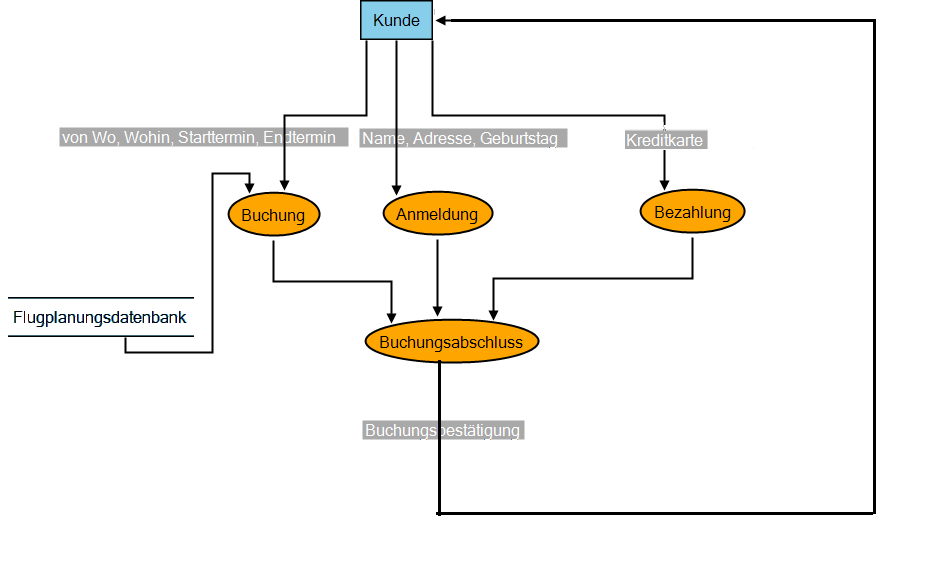 Kunde
von Wo, Wohin, Starttermin, Endtermin
Name, Adresse, Geburtstag
Kreditkarte
Buchung
Anmeldung
Bezahlung
Flugplanungsdatenbank
Buchungsabschluss
Buchungsbestätigung